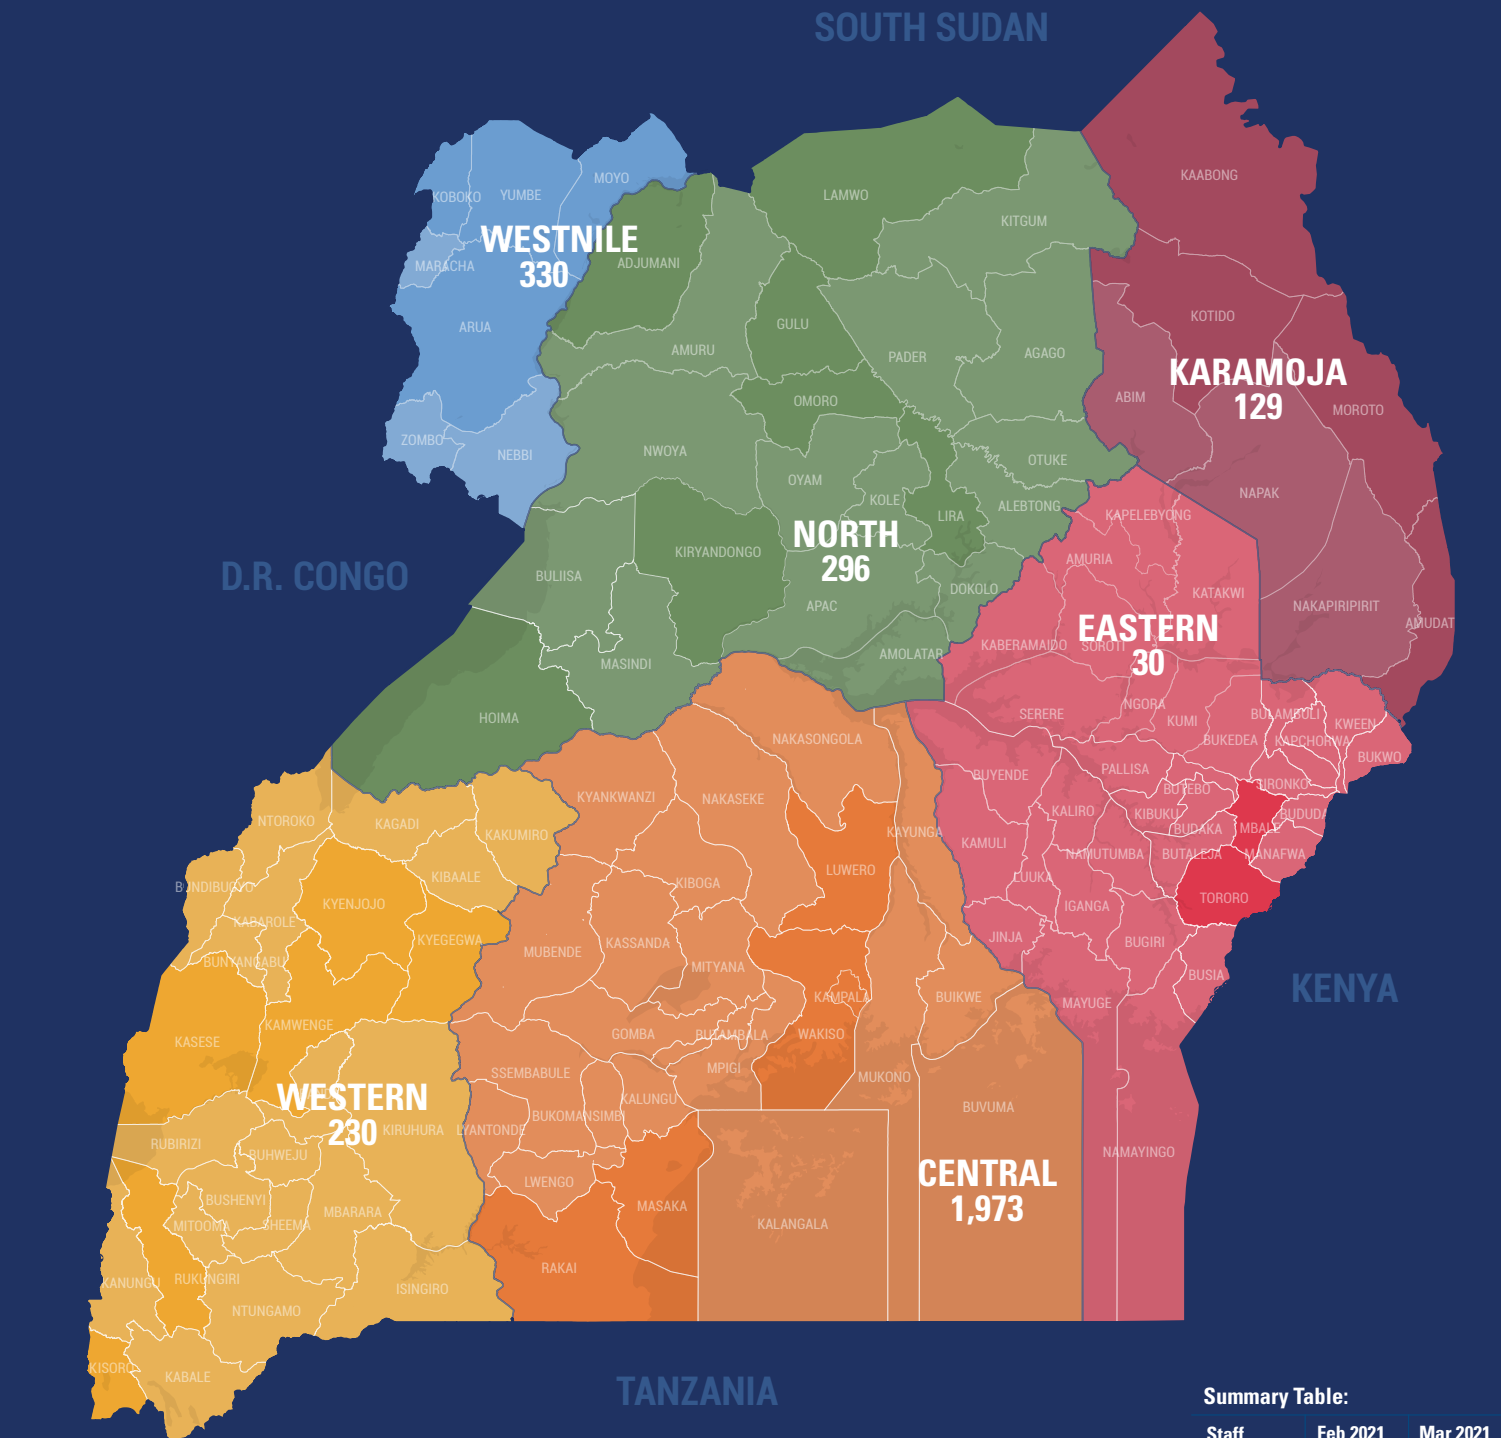 SOUTH SUDAN
KAABONG
KOBOKO
YUMBE
MOYO
LAMWO
KITGUM
WESTNILE
330
MARACHA
ADJUMANI
ARUA
GULU
KOTIDO
AMURU
PADER
AGAGO
KARAMOJA
129
ABIM
MOROTO
OMORO
ZOMBO
NEBBI
NWOYA
OTUKE
OYAM
NAPAK
KOLE
ALEBTONG
LIRA
KAPELEBYONG
NORTH
296
KIRYANDONGO
AMURIA
D.R. CONGO
BULIISA
DOKOLO
KATAKWI
APAC
NAKAPIRIPIRIT
AMUDAT
EASTERN
30
KABERAMAIDO
SOROTI
AMOLATAR
MASINDI
HOIMA
SERERE
NGORA
KUMI
BULAMBULI
KWEEN
NAKASONGOLA
BUKEDEA
KAPCHORWA
BUKWO
BUYENDE
PALLISA
SIRONKO
BUTEBO
KYANKWANZI
NAKASEKE
KALIRO
KIBUKU
BUDUDA
NTOROKO
KAGADI
KAKUMIRO
KAYUNGA
BUDAKA
MBALE
KAMULI
NAMUTUMBA
BUTALEJA
MANAFWA
LUWERO
KIBAALE
KIBOGA
LUUKA
BUNDIBUGYO
KYENJOJO
TORORO
IGANGA
KABAROLE
KYEGEGWA
KASSANDA
JINJA
BUGIRI
MUBENDE
BUNYANGABU
MITYANA
BUSIA
KENYA
KAMPALA
BUIKWE
MAYUGE
KAMWENGE
KASESE
GOMBA
BUTAMBALA
WAKISO
SSEMBABULE
MPIGI
MUKONO
WESTERN
230
KALUNGU
BUVUMA
BUKOMANSIMBI
KIRUHURA
LYANTONDE
RUBIRIZI
BUHWEJU
NAMAYINGO
CENTRAL
1,973
LWENGO
BUSHENYI
MASAKA
MBARARA
MITOOMA
SHEEMA
KALANGALA
RAKAI
KANUNGU
RUKUNGIRI
ISINGIRO
NTUNGAMO
KISORO
KABALE
TANZANIA
Summary Table:
Staff Feb 2021 Mar 2021